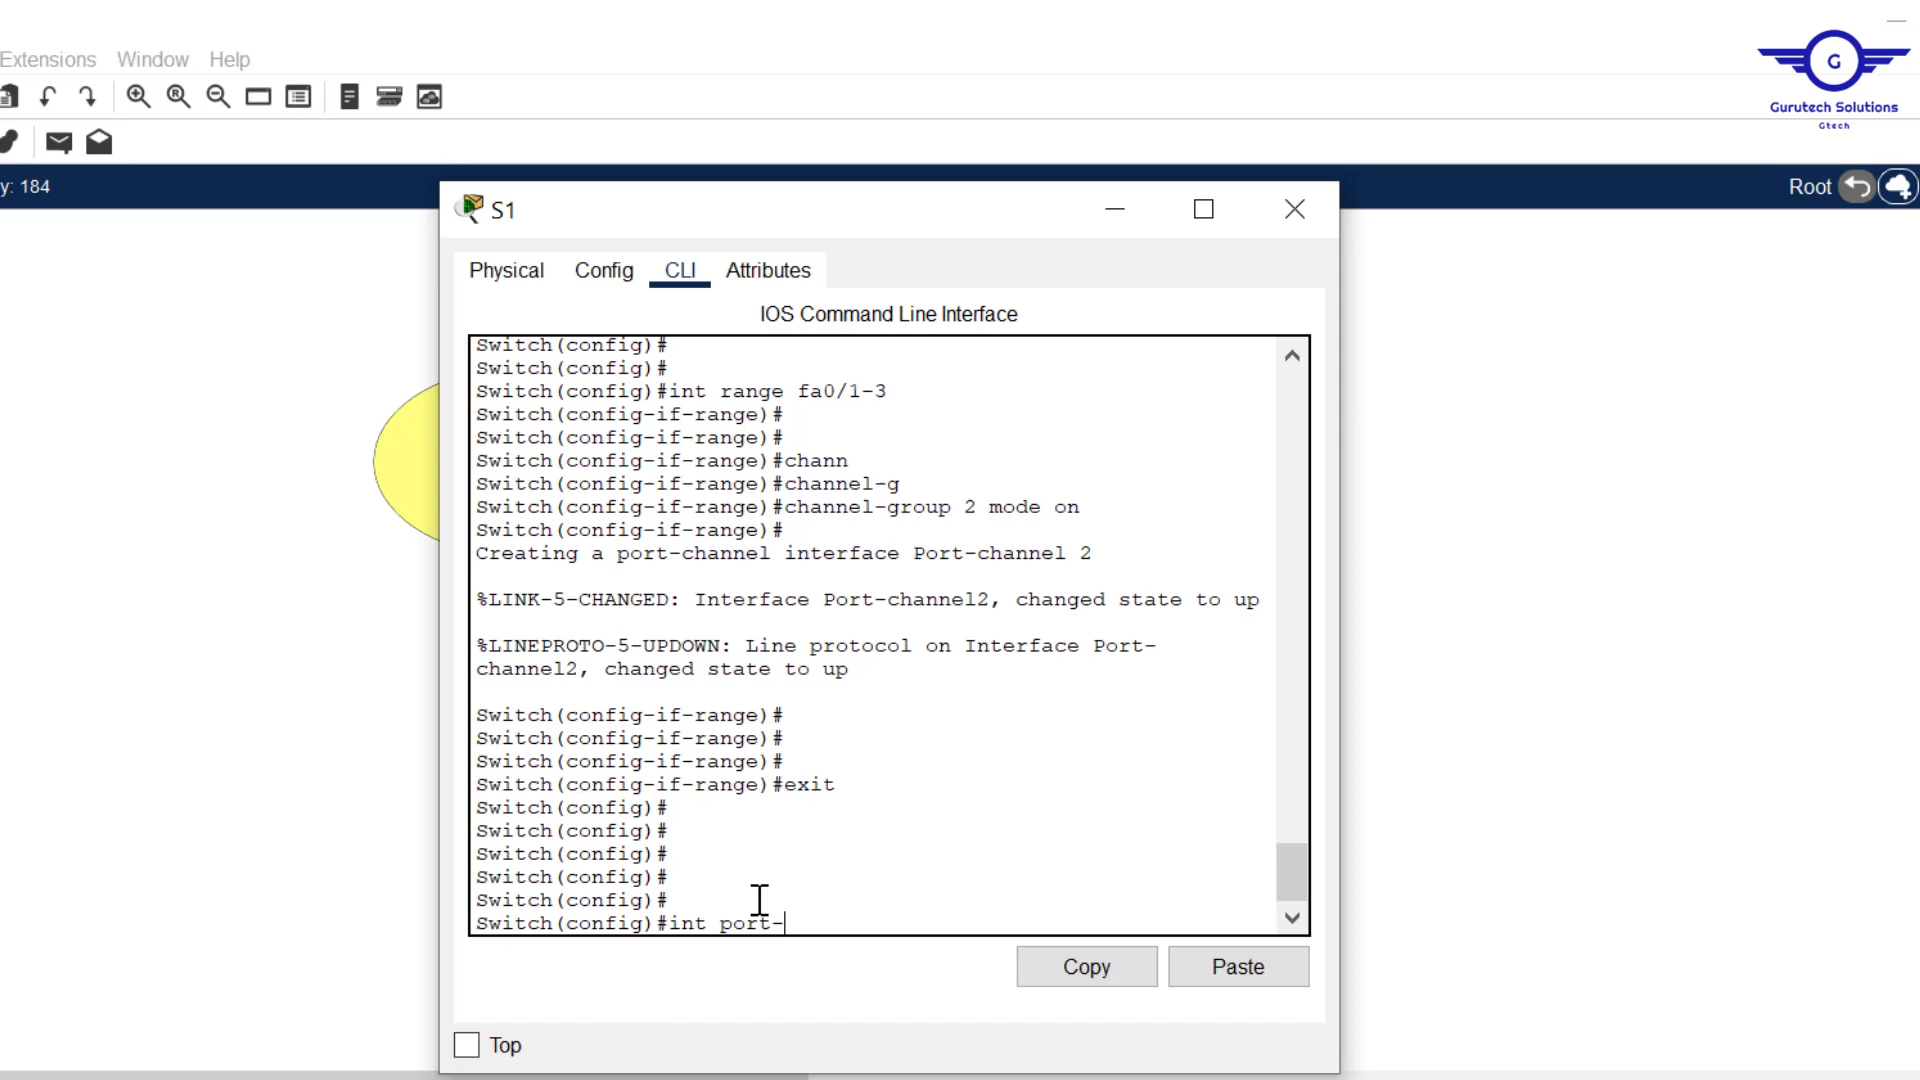 Extensions Window Help
G
Gurutech Solutions
Gtech
y: 184
Root
S1
Physical Config CLI Attributes
IOS Command Line Interface
Switch(config)#
Switch(config)#
Switch(config)#int range fa0/1-3
Switch(config-if-range)#
Switch(config-if-range)#
Switch(config-if-range)#chann
Switch(config-if-range)#channel-g
Switch(config-if-range)#channel-group 2 mode on
Switch(config-if-range)#
Creating a port-channel interface Port-channel 2
%LINK-5-CHANGED: Interface Port-channel2, changed state to up
%LINEPROTO-5-UPDOWN: Line protocol on Interface Port-
channel2, changed state to up
Switch(config-if-range)#
Switch(config-if-range)#
Switch(config-if-range)#
Switch(config-if-range)#exit
Switch(config)#
Switch(config)#
Switch(config)#
Switch(config)#
Switch(config)#
Switch(config)#int port-
Copy Paste
Top